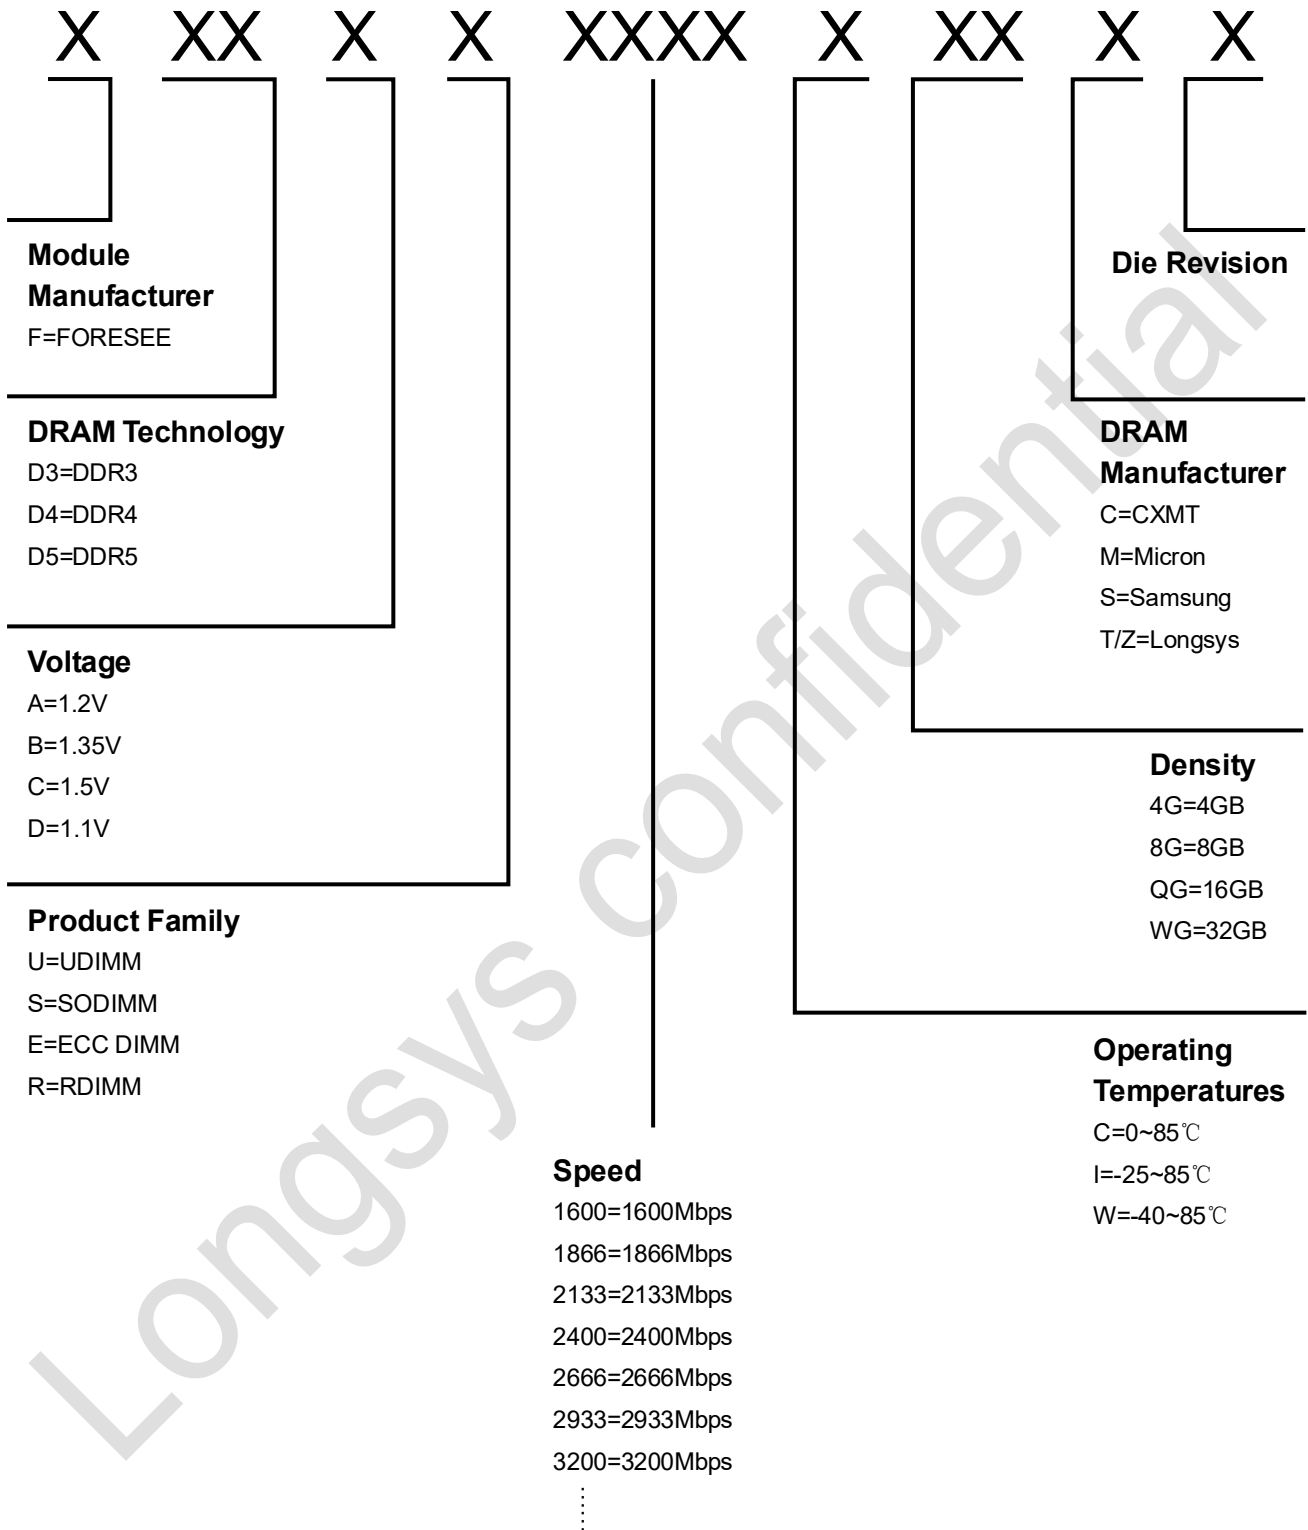 X XX X X XXXX X XX X X
Module
Manufacturer
F=FORESEE
DRAM Technology
D3=DDR3
D4=DDR4
D5=DDR5
Voltage
A=1.2V
B=1.35V
C=1.5V
D=1.1V
Product Family
U=UDIMM
S=SODIMM
E=ECC DIMM
R=RDIMM
Speed
1600=1600Mbps
1866=1866Mbps
2133=2133Mbps
2400=2400Mbps
2666=2666Mbps
2933=2933Mbps
3200=3200Mbps
Die Revision
DRAM
Manufacturer
C=CXMT
M=Micron
S=Samsung
T/Z=Longsys
Density
4G=4GB
8G=8GB
QG=16GB
WG=32GB
Operating
Temperatures
C=0~85℃
I=-25~85℃
W=-40~85℃
Longsys confidential